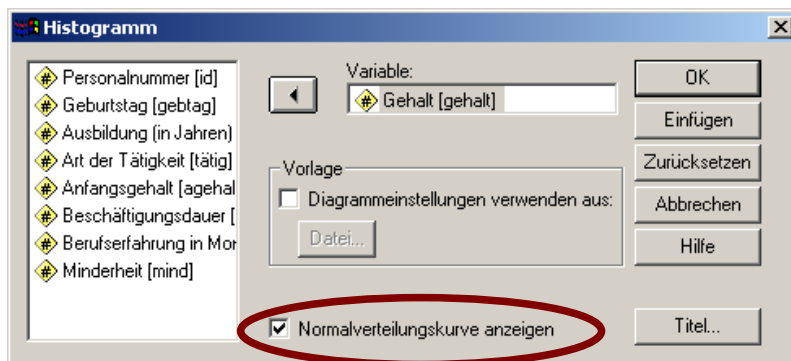 Histogramm
Personalnummer [id]
Geburtstag [gebtag]
Ausbildung (in Jahren)
Art der Tätigkeit [tätig]
Anfangsgehalt [agehal
Beschäftigungsdauer [
Berufserfahrung in Mor
Minderheit [mind]
Variable:
Gehalt [gehalt]
Vorlage
Diagrammeinstellungen verwenden aus:
Datei...
Normalverteilungskurve anzeigen
OK
Einfügen
Zurücksetzen
Abbrechen
Hilfe
Titel...